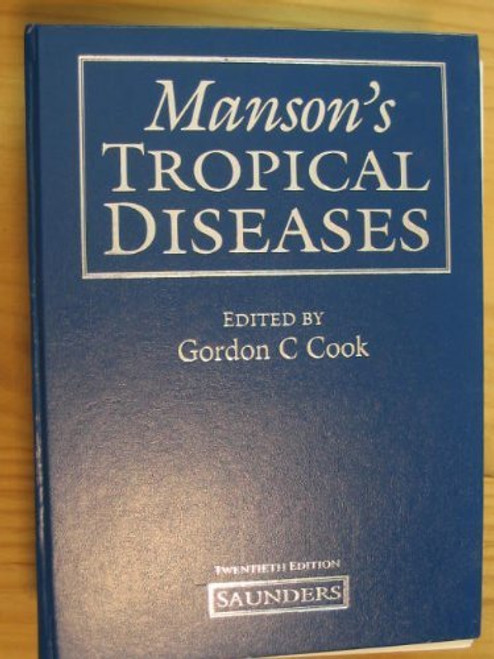 Manson's
TROPICAL
DISEASES
EDITED BY
Gordon C Cook
TWENTIETH EDITION
SAUNDERS